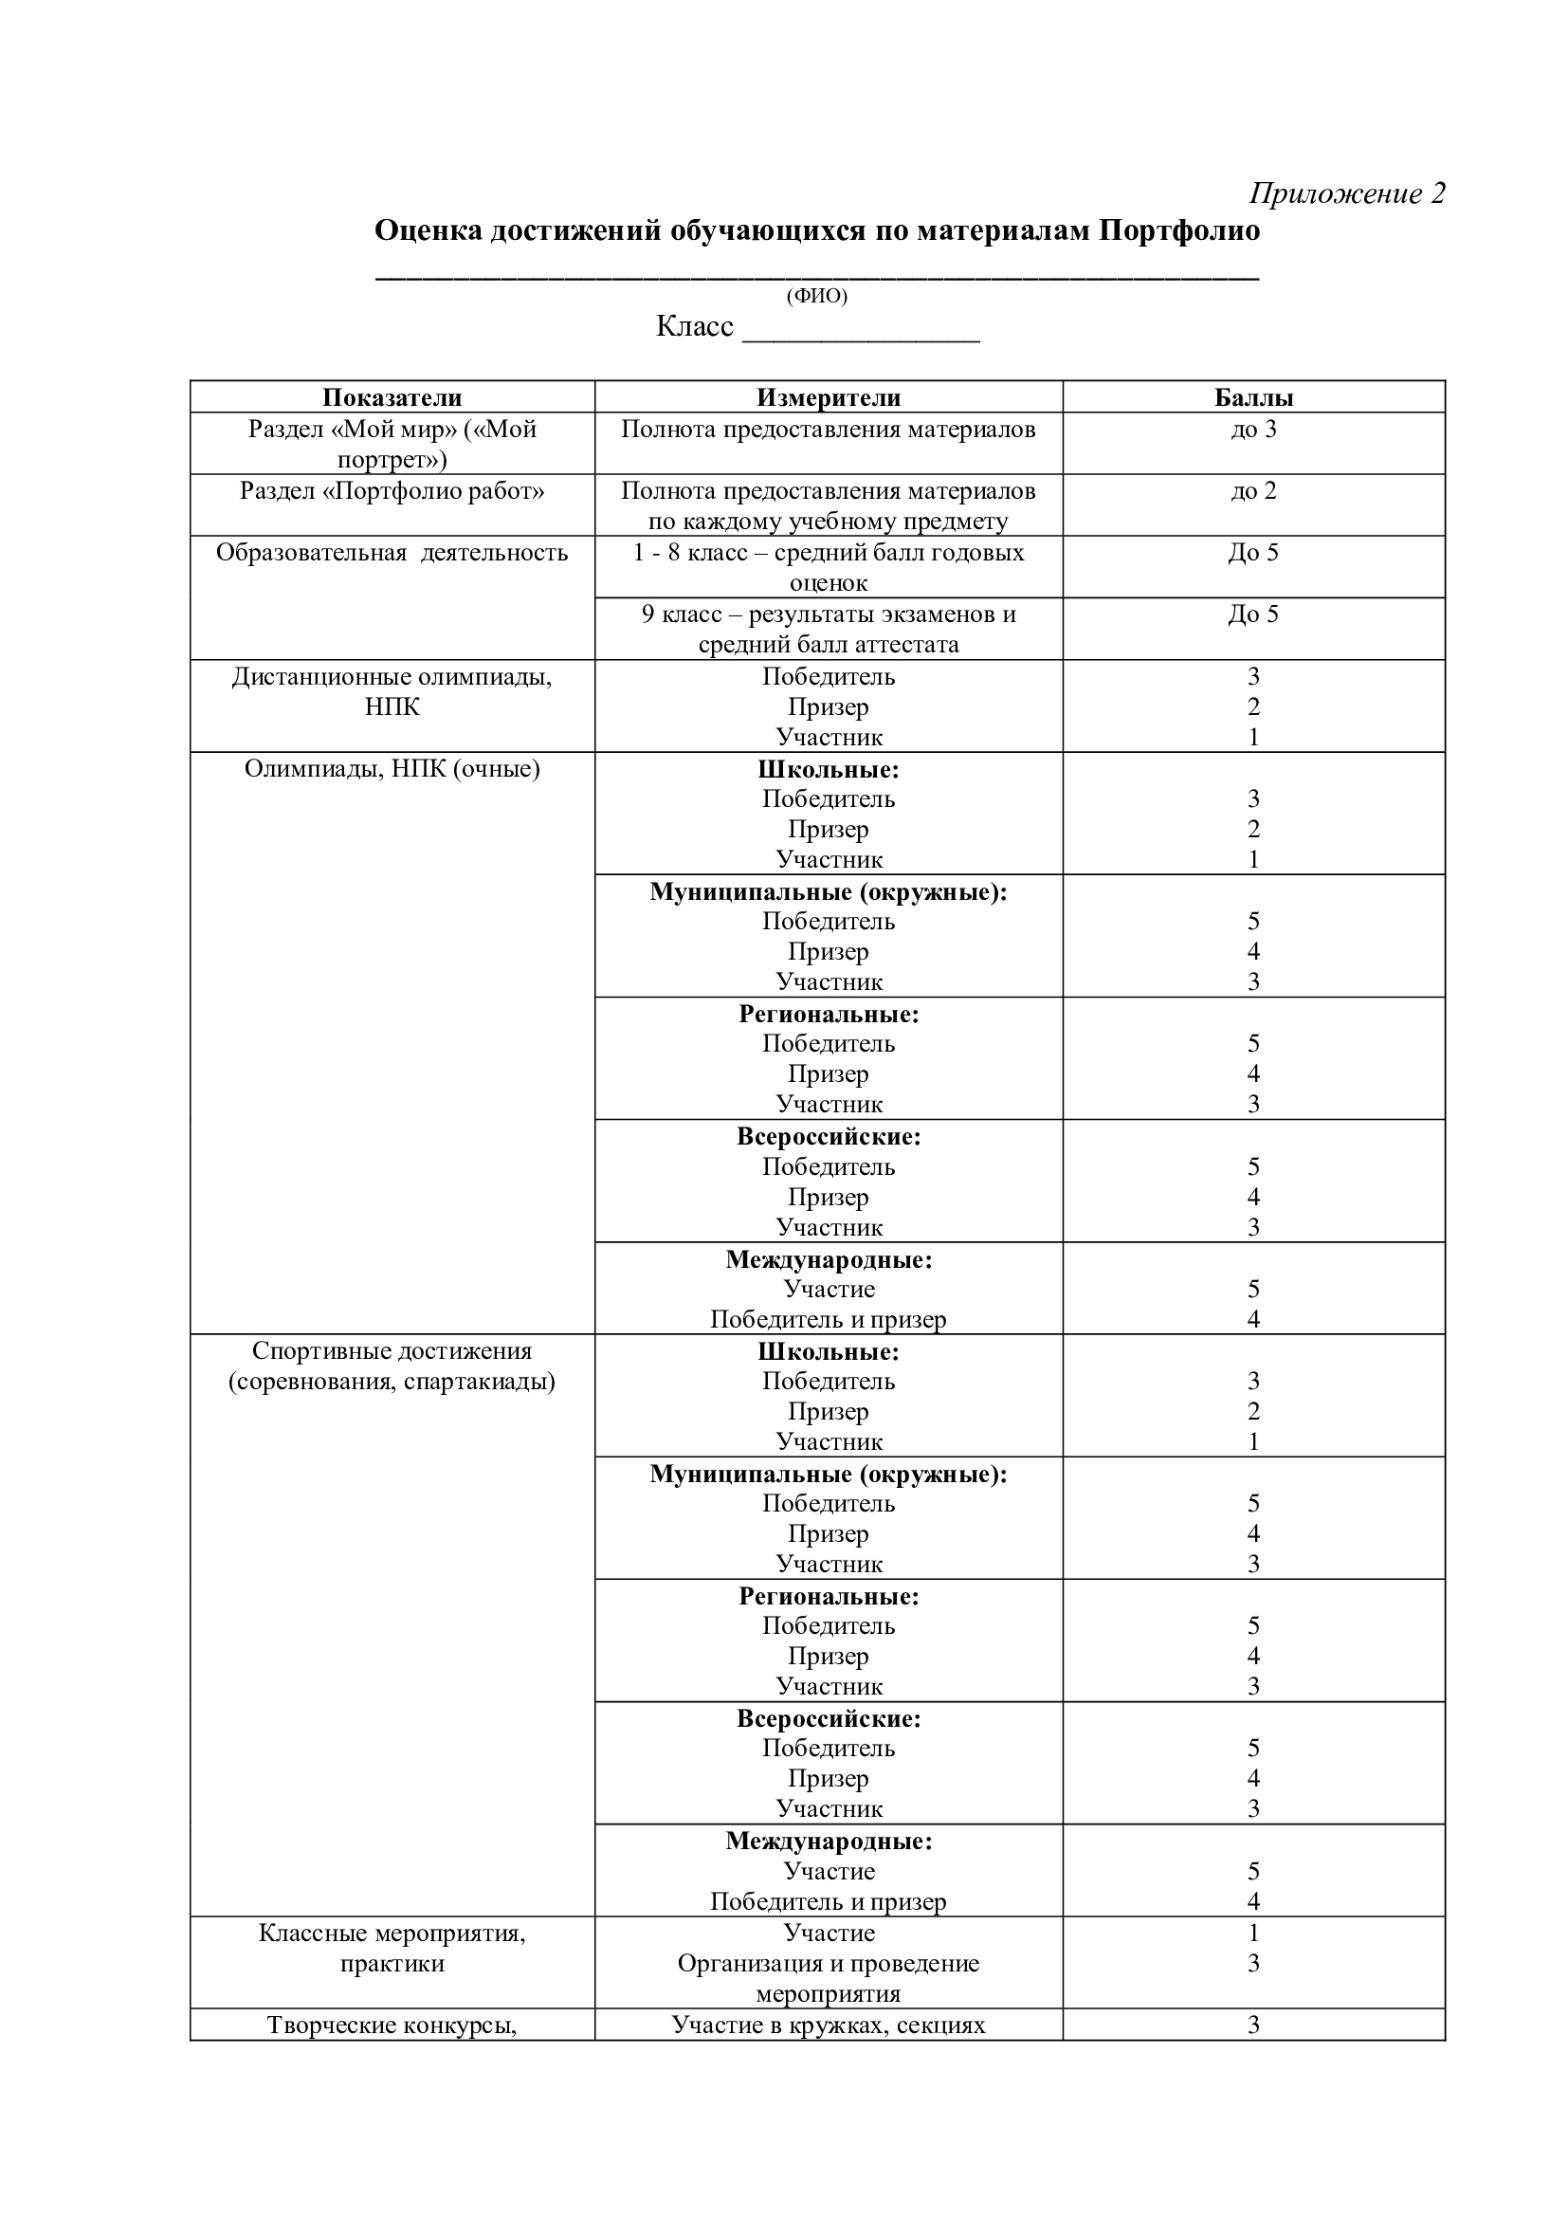 Приложение 2
Оценка достижений обучающихся по материалам Портфолио
________________________________________________________
(ФИО)
Класс _______________
Показатели Измерители Баллы
Раздел «Мой мир» («Мой Полнота предоставления материалов до 3
портрет»)
Раздел «Портфолио работ» Полнота предоставления материалов до 2
по каждому учебному предмету
Образовательная деятельность 1 - 8 класс – средний балл годовых До 5
оценок
9 класс – результаты экзаменов и До 5
средний балл аттестата
Дистанционные олимпиады, Победитель 3
НПК Призер 2
Участник 1
Олимпиады, НПК (очные) Школьные:
Победитель 3
Призер 2
Участник 1
Муниципальные (окружные):
Победитель 5
Призер 4
Участник 3
Региональные:
Победитель 5
Призер 4
Участник 3
Всероссийские:
Победитель 5
Призер 4
Участник 3
Международные:
Участие 5
Победитель и призер 4
Спортивные достижения Школьные:
(соревнования, спартакиады) Победитель 3
Призер 2
Участник 1
Муниципальные (окружные):
Победитель 5
Призер 4
Участник 3
Региональные:
Победитель 5
Призер 4
Участник 3
Всероссийские:
Победитель 5
Призер 4
Участник 3
Международные:
Участие 5
Победитель и призер 4
Классные мероприятия, Участие 1
практики Организация и проведение 3
мероприятия
Творческие конкурсы, Участие в кружках, секциях 3